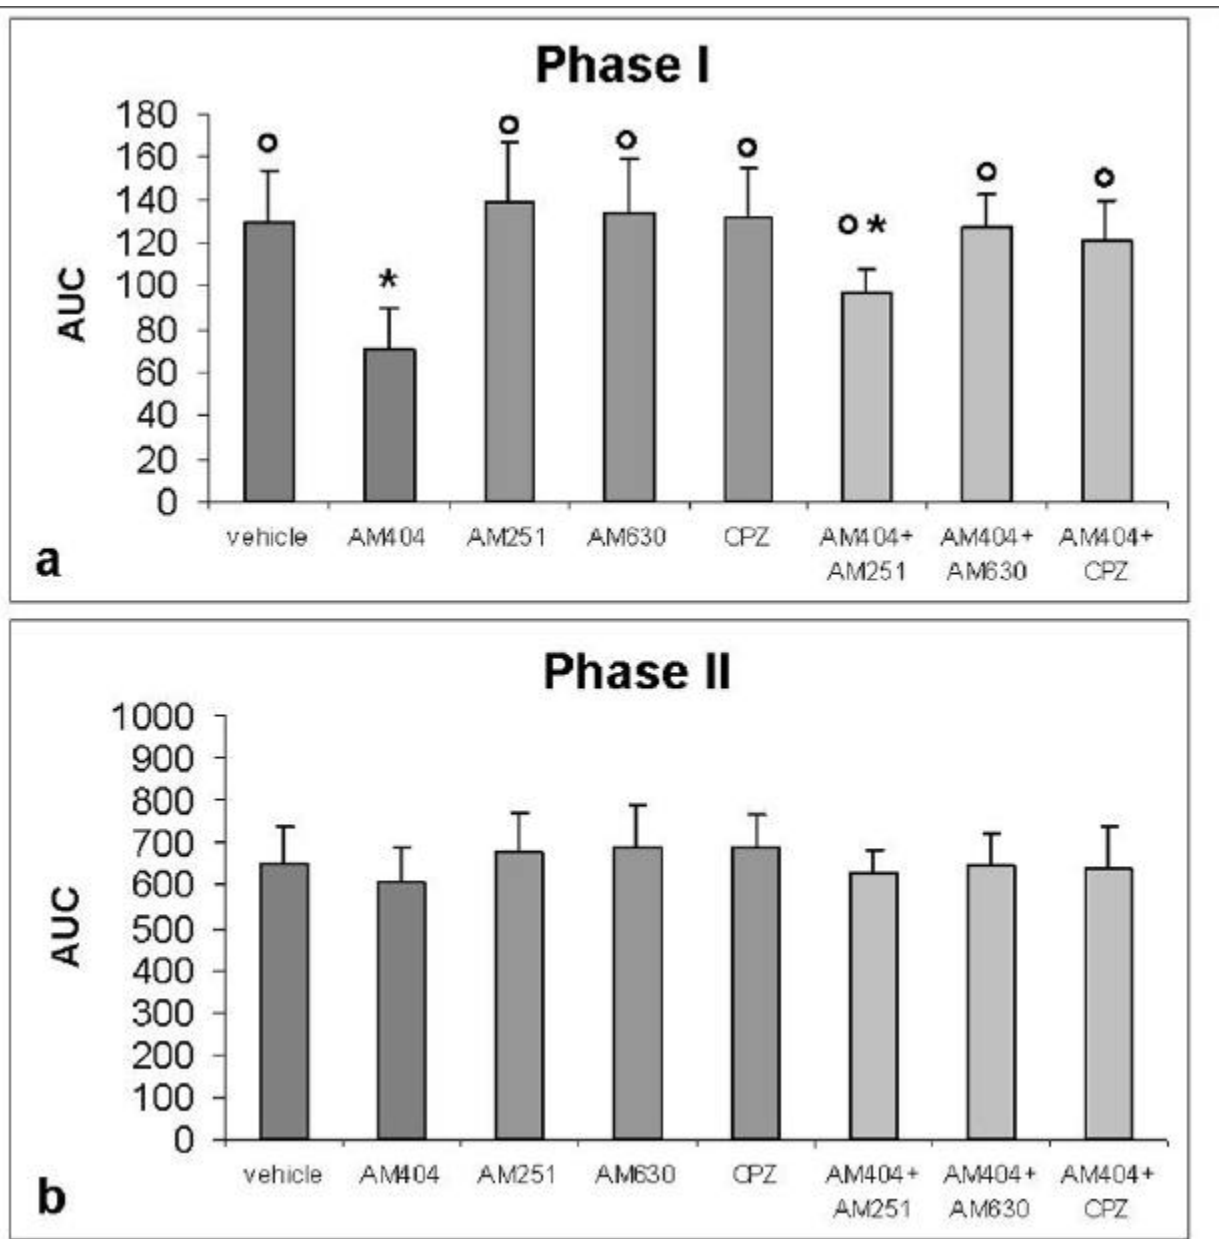 Phase I
180
160
140
120
100
80
60
40
20
0
AUC
* 
*
vehicle AM404 AM251 AM630 CPZ AM404+ AM404+ AM404+
AM251 AM630 CPZ
a
Phase II
1000
900
800
700
600
500
400
300
200
100
0
AUC
vehicle AM404 AM251 AM630 CPZ AM404+ AM404+ AM404+
AM251 AM630 CPZ
b